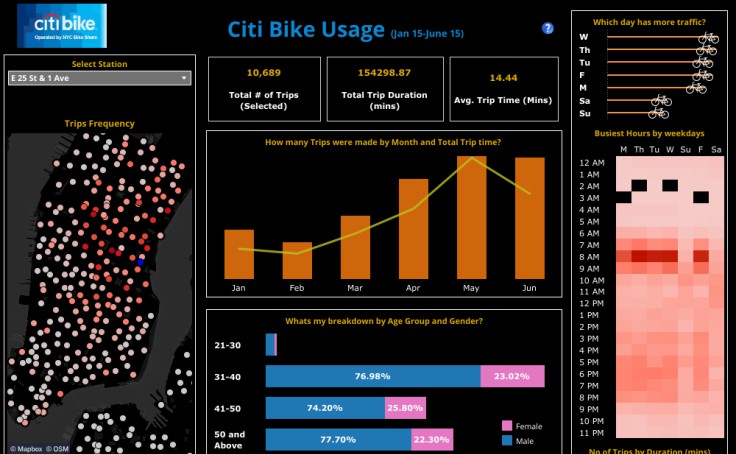 citi bike
Operated by NYC Bike Share
Select Station
E 25 St & 1 Ave
Trips Frequency
© Mapbox © OSM
Citi Bike Usage (Jan 15-June 15)
?
10,689
Total # of Trips
(Selected)
154298.87
Total Trip Duration
(mins)
14.44
Avg. Trip Time (Mins)
How many Trips were made by Month and Total Trip time?
Jan Feb Mar Apr May Jun
Whats my breakdown by Age Group and Gender?
21-30
31-40 76.98% 23.02%
41-50 74.20% 25.80%
50 and
Above 77.70% 22.30%
Female
Male
Which day has more traffic?
W
Th
Tu
F
M
Sa
Su
Busiest Hours by weekdays
M Th Tu W Su F Sa
12 AM
1 AM
2 AM
3 AM
4 AM
5 AM
6 AM
7 AM
8 AM
9 AM
10 AM
11 AM
12 PM
1 PM
2 PM
3 PM
4 PM
5 PM
6 PM
7 PM
8 PM
9 PM
10 PM
11 PM
No of Trips by Duration (mins)